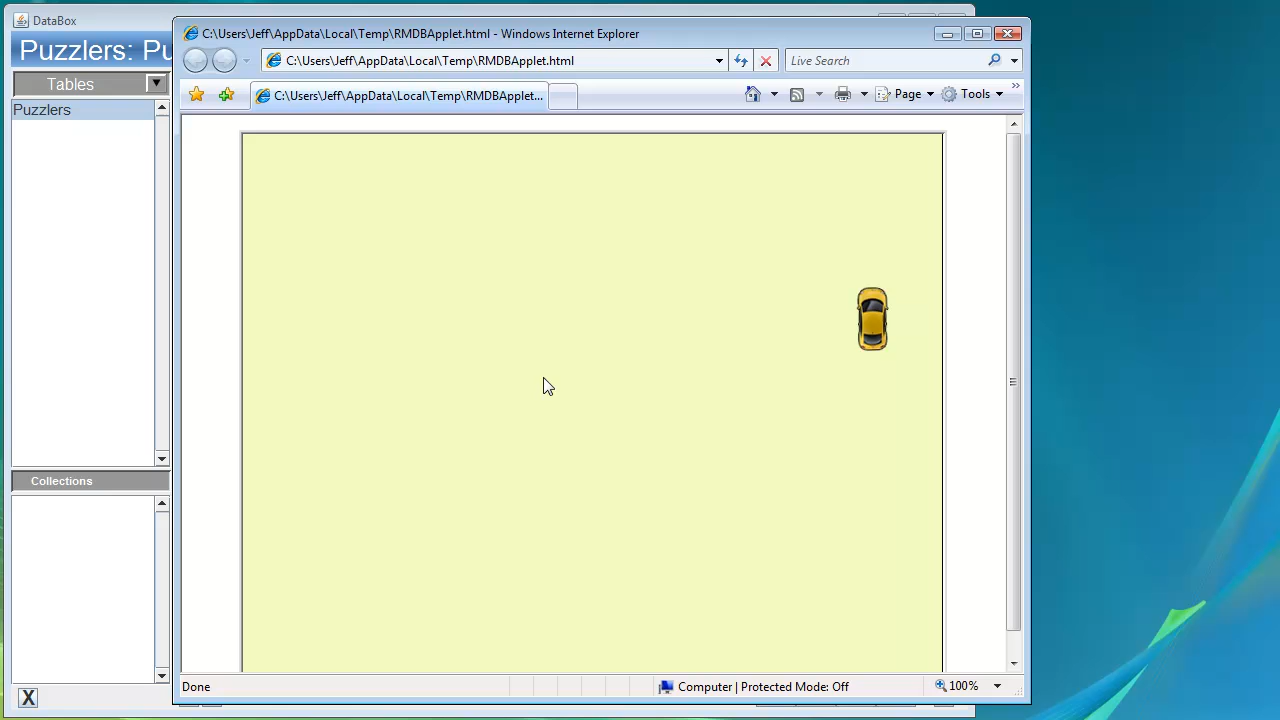 DataBox
Puzzlers: Pu
Tables
Puzzlers
Collections
X
C:\Users\Jeff\AppData\Local\Temp\RMDBApplet.html - Windows Internet Explorer
C:\Users\Jeff\AppData\Local\Temp\RMDBApplet.html
Live Search
C:\Users\Jeff\AppData\Local\Temp\RMDBApplet...
Page
Tools
»
Done
Computer | Protected Mode: Off
100%